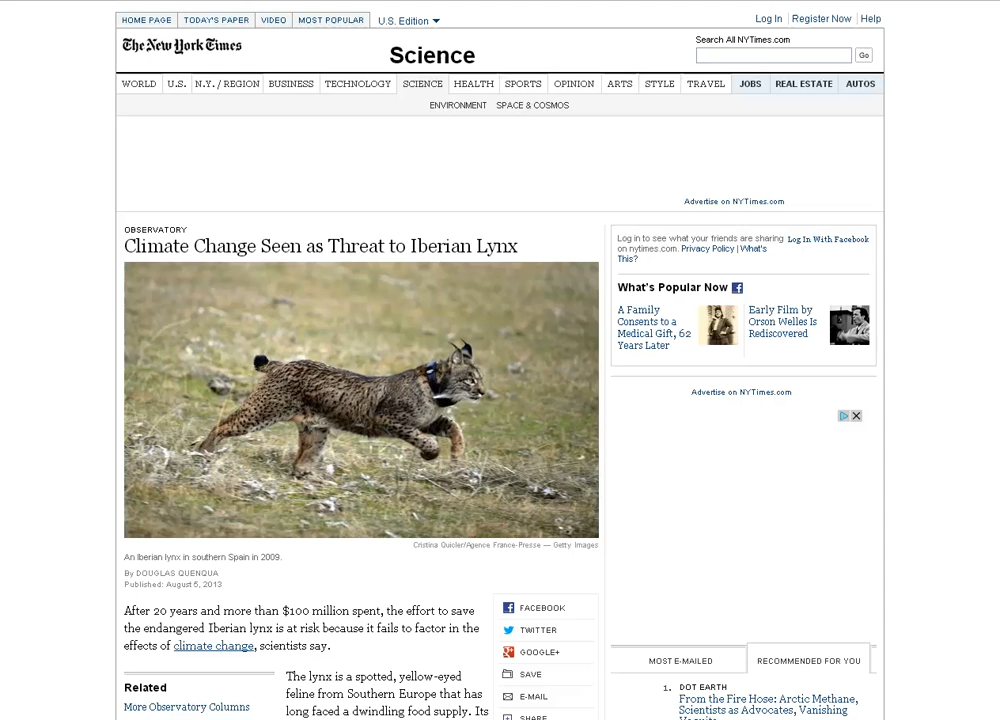 HOME PAGE TODAY'S PAPER VIDEO MOST POPULAR U.S. Edition
Log In Register Now Help
The New York Times
Science
Search All NYTimes.com
Go
WORLD U.S. N.Y. / REGION BUSINESS TECHNOLOGY SCIENCE HEALTH SPORTS OPINION ARTS STYLE TRAVEL JOBS REAL ESTATE AUTOS
ENVIRONMENT SPACE & COSMOS
Advertise on NYTimes.com
OBSERVATORY
Climate Change Seen as Threat to Iberian Lynx
Cristina Quicler/Agence France-Presse — Getty Images
An Iberian lynx in southern Spain in 2009.
By DOUGLAS QUENQUA
Published: August 5, 2013
After 20 years and more than $100 million spent, the effort to save
the endangered Iberian lynx is at risk because it fails to factor in the
effects of climate change, scientists say.
Related
More Observatory Columns
The lynx is a spotted, yellow-eyed
feline from Southern Europe that has
long faced a dwindling food supply. Its
FACEBOOK
TWITTER
GOOGLE+
SAVE
E-MAIL
SHARE
Log in to see what your friends are sharing
on nytimes.com. Privacy Policy | What's
This?
Log In With Facebook
What's Popular Now
A Family
Consents to a
Medical Gift, 62
Years Later
Early Film by
Orson Welles Is
Rediscovered
Advertise on NYTimes.com
MOST E-MAILED RECOMMENDED FOR YOU
1. DOT EARTH
From the Fire Hose: Arctic Methane,
Scientists as Advocates, Vanishing
Vaquita